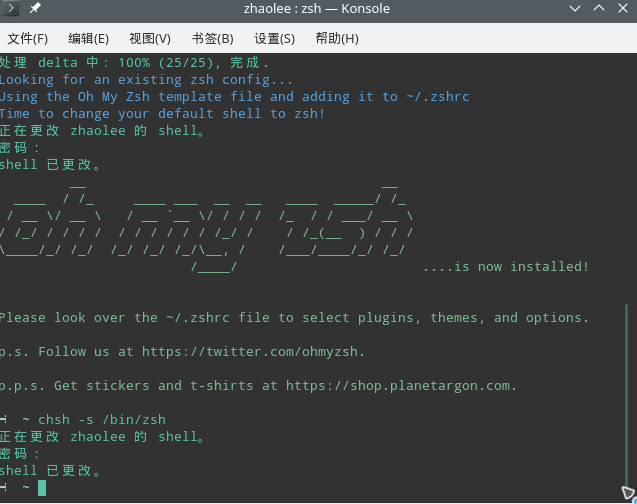 zhaolee : zsh — Konsole
文件(F) 编辑(E) 视图(V) 书签(B) 设置(S) 帮助(H)
处理 delta 中: 100% (25/25), 完成.
Looking for an existing zsh config...
Using the Oh My Zsh template file and adding it to ~/.zshrc
Time to change your default shell to zsh!
正在更改 zhaolee 的 shell。
密码：
shell 已更改。
....is now installed!
Please look over the ~/.zshrc file to select plugins, themes, and options.
p.s. Follow us at https://twitter.com/ohmyzsh.
p.p.s. Get stickers and t-shirts at https://shop.planetargon.com.
~ chsh -s /bin/zsh
正在更改 zhaolee 的 shell。
密码：
shell 已更改。
~